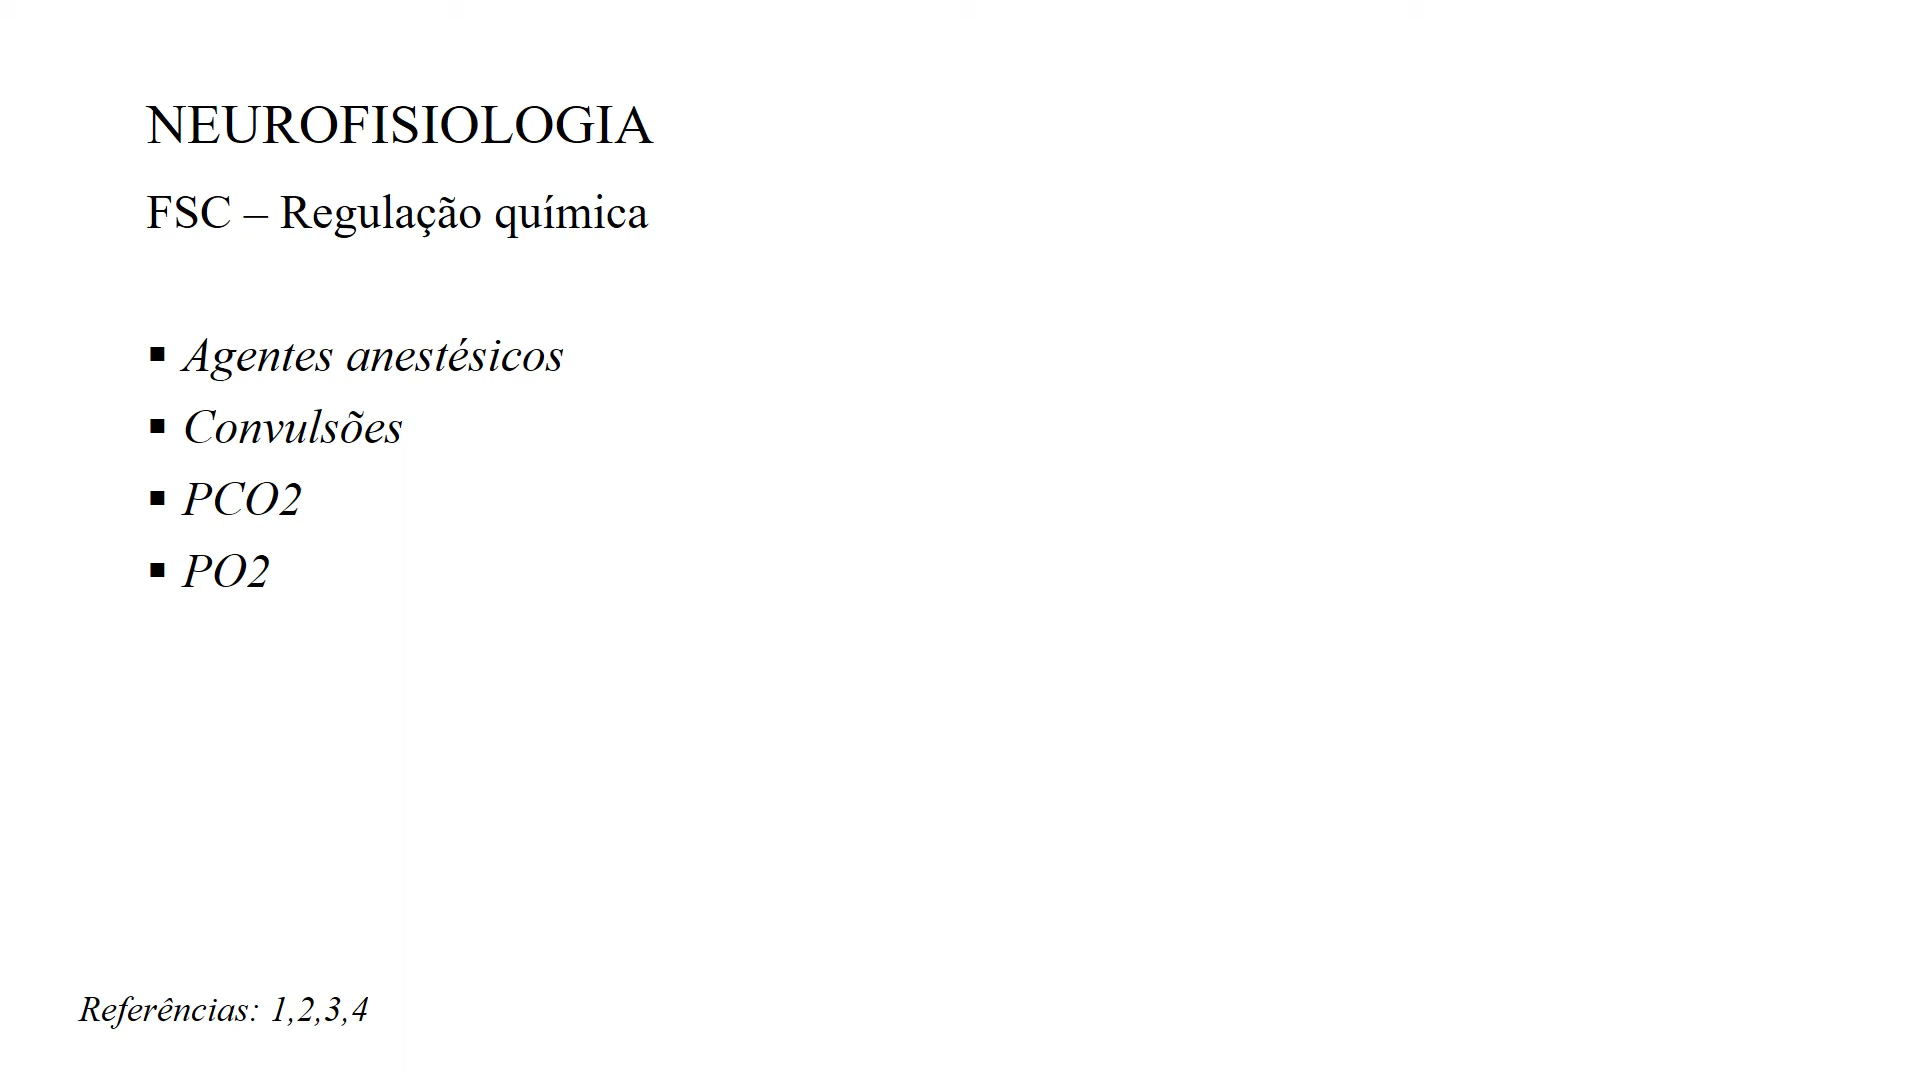 NEUROFISIOLOGIA
FSC – Regulação química
▪ Agentes anestésicos
▪ Convulsões
▪ PCO2
▪ PO2
Referências: 1,2,3,4